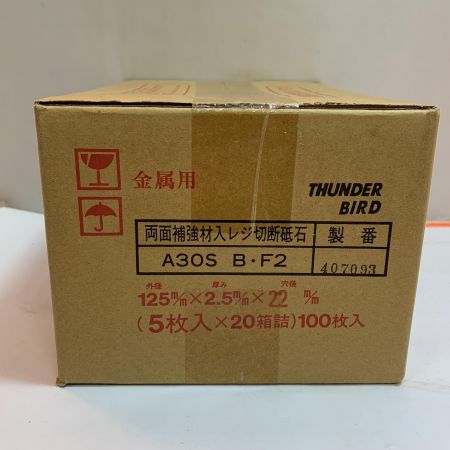 金属用
THUNDER
BIRD
両面補強材入レジ切断砥石 製番
A30S B・F2 407093
外径 厚み 穴径
125m/m×2.5m/m×22 m/m
(5枚入×20箱詰)100枚入